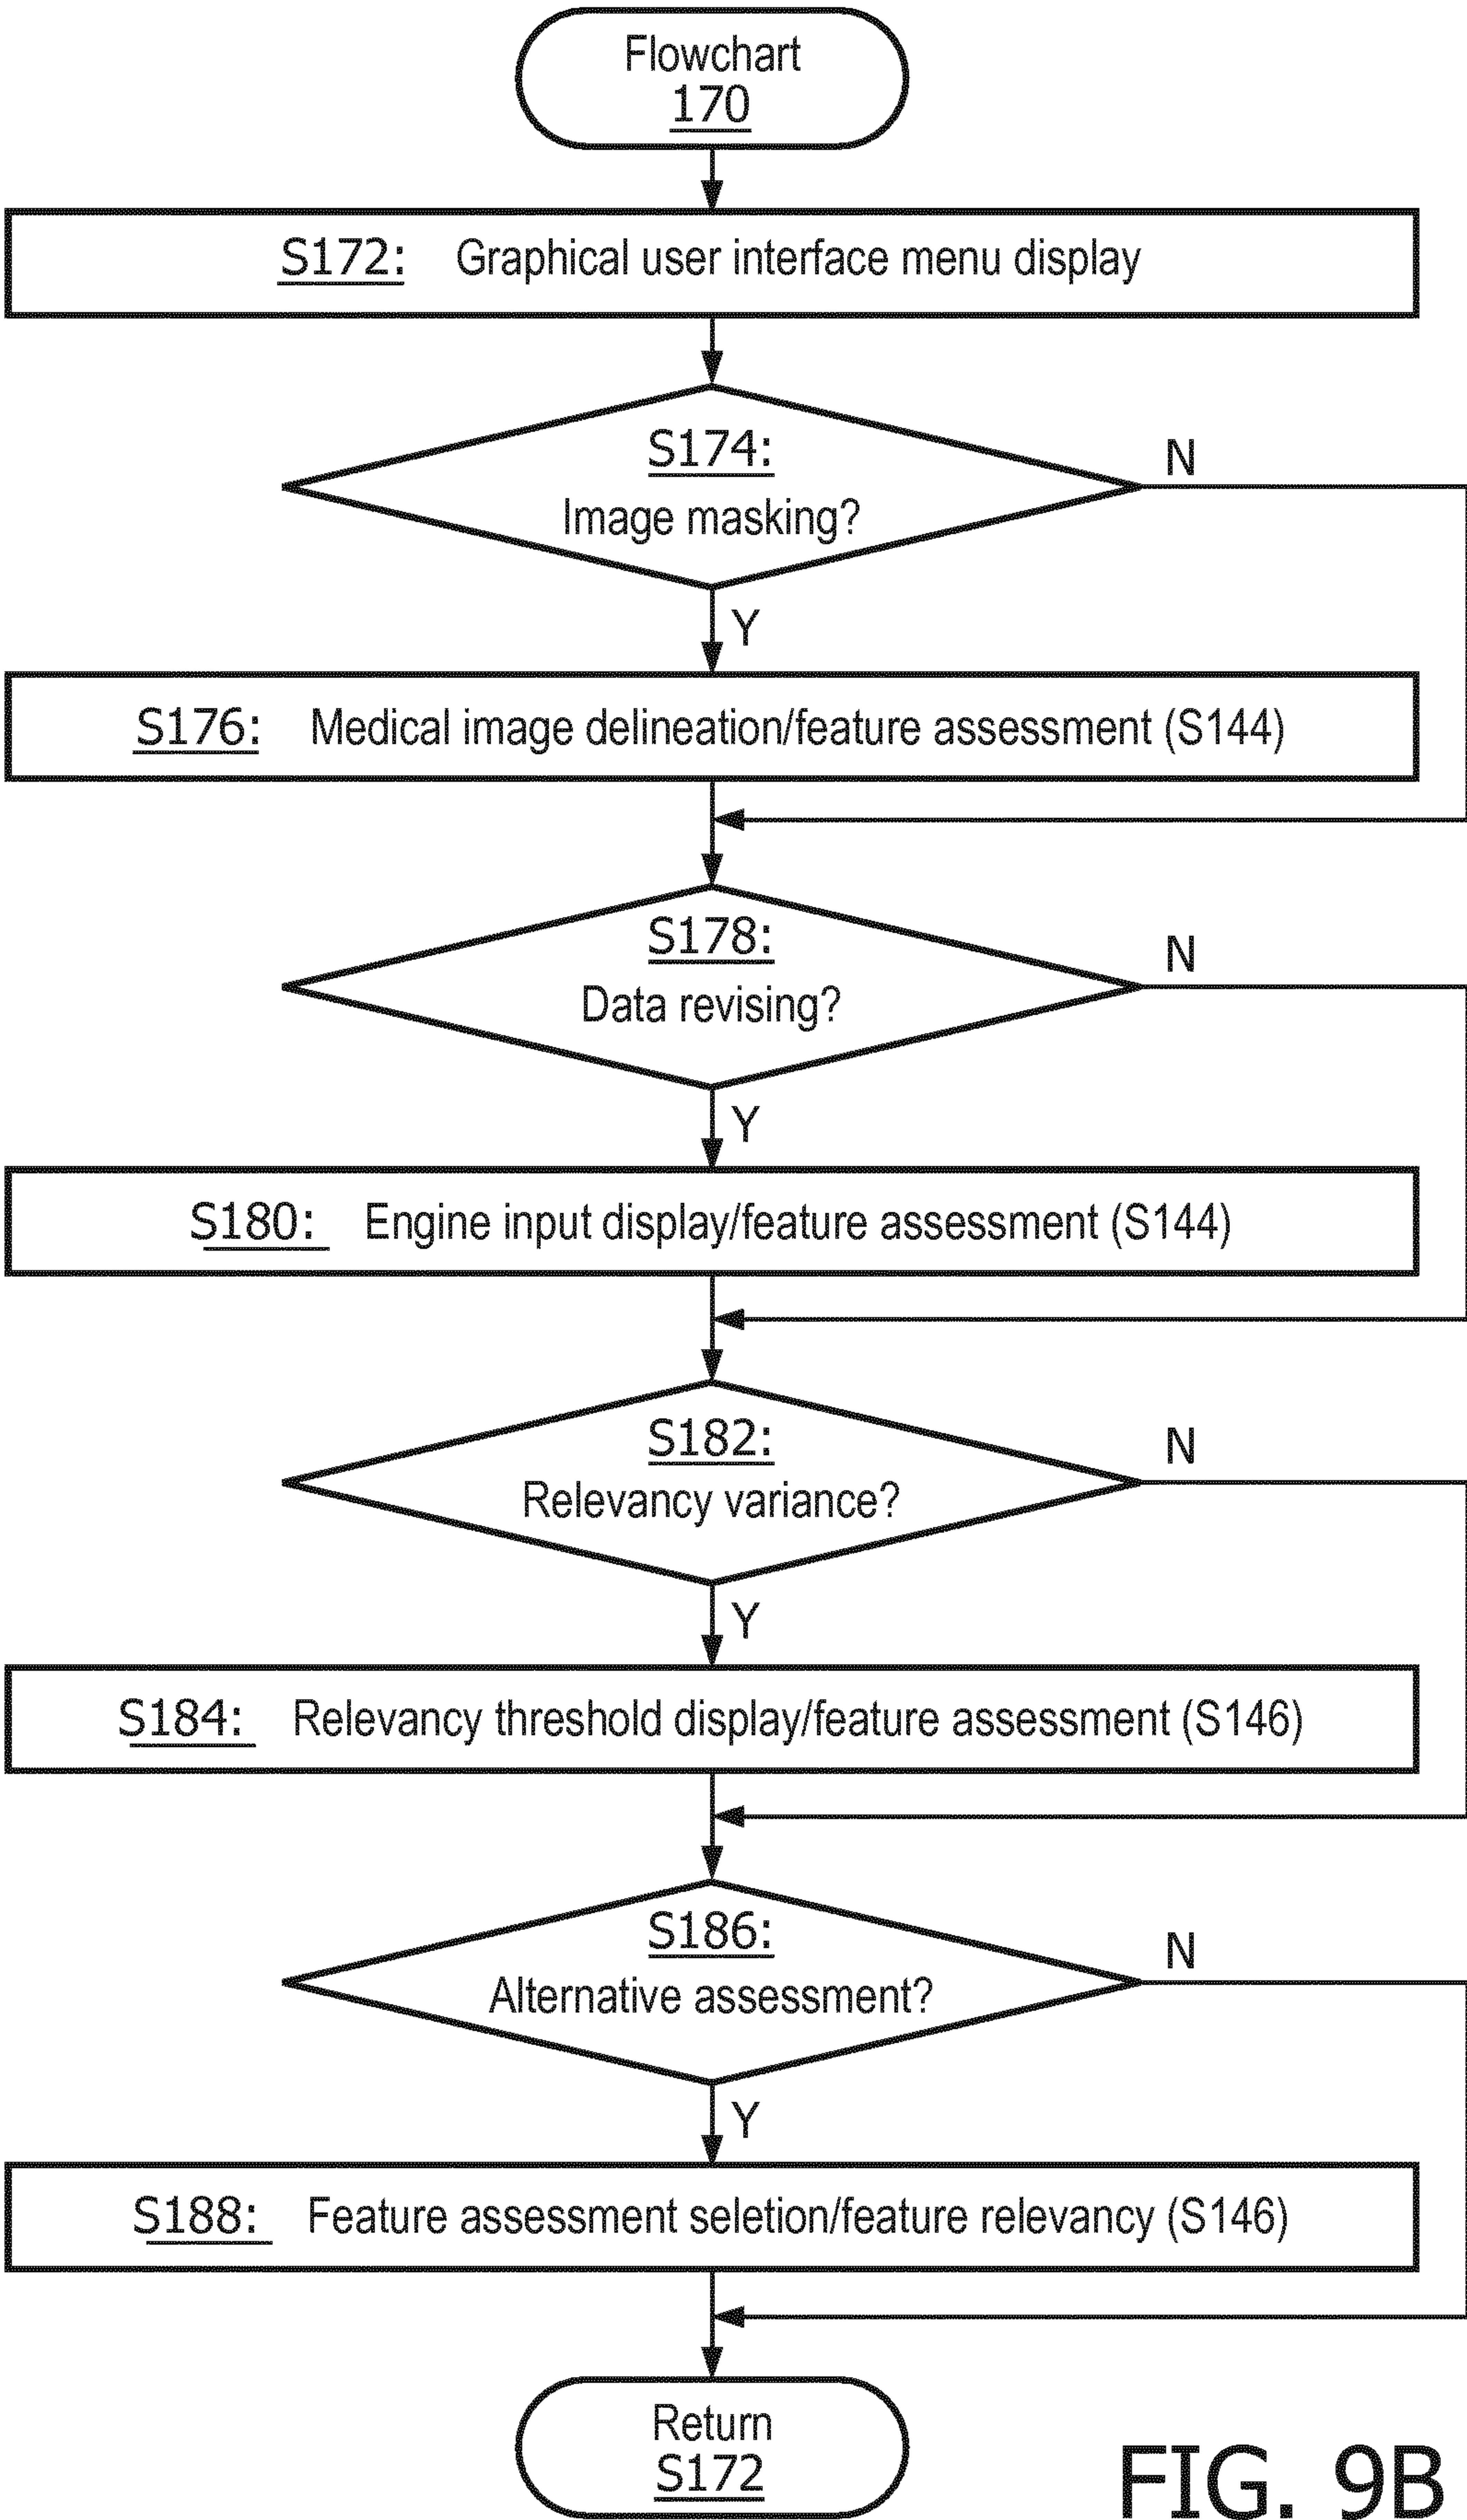 Flowchart
170
S172: Graphical user interface menu display
S174:
N
Image masking?
Y
S176: Medical image delineation/feature assessment (S144)
S178:
N
Data revising?
Y
S180: Engine input display/feature assessment (S144)
S182:
N
Relevancy variance?
Y
S184: Relevancy threshold display/feature assessment (S146)
S186:
N
Alternative assessment?
Y
S188: Feature assessment seletion/feature relevancy (S146)
Return
S172
FIG. 9B